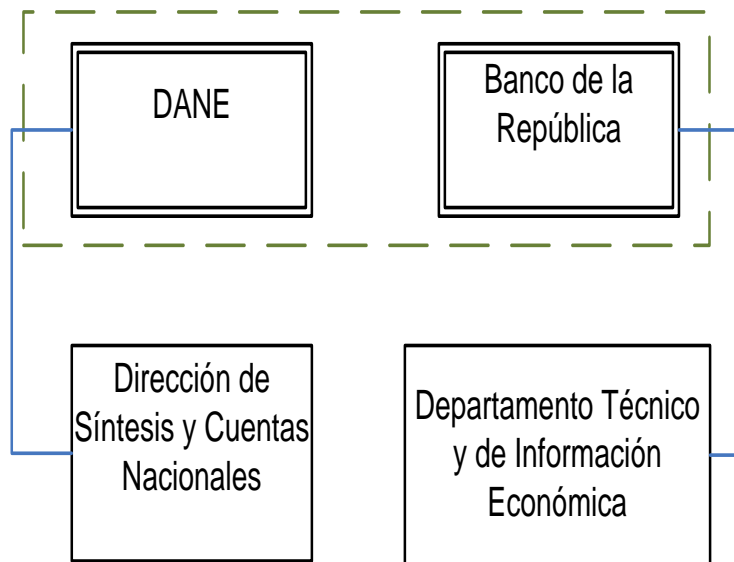 DANE
Banco de la
República
Dirección de
Síntesis y Cuentas
Nacionales
Departamento Técnico
y de Información
Económica